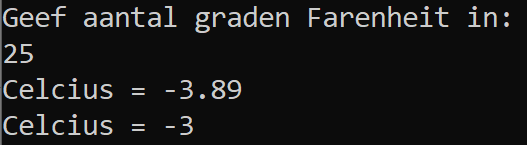 Geef aantal graden Farenheit in:
25
Celcius = -3.89
Celcius = -3